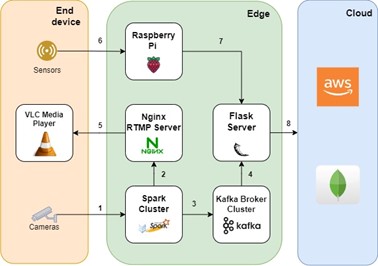 End
device
Edge
Cloud
6
Raspberry
Pi
7
Sensors
VLC Media
Player
5
Nginx
RTMP Server
NGINX
Flask
Server
8
aws
2
4
1
Spark
Cluster
Spark
3
Kafka Broker
Cluster
kafka
Cameras